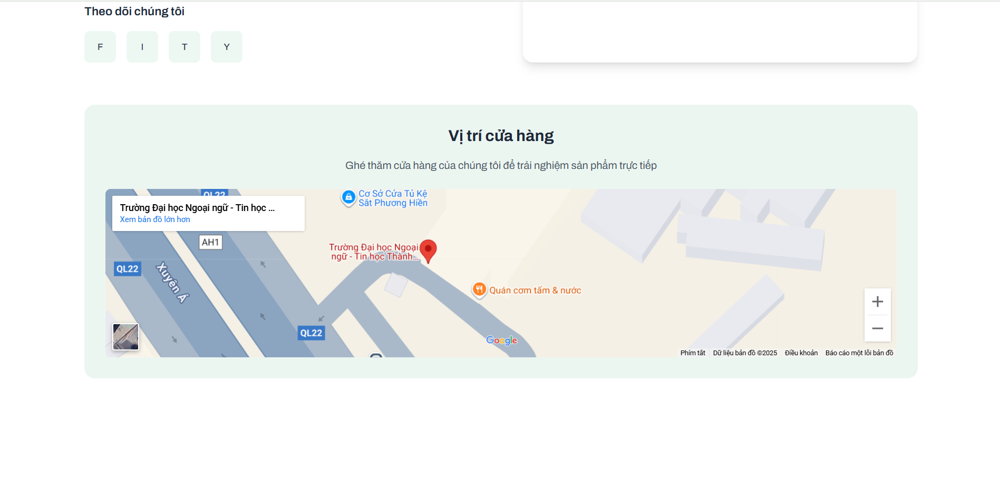 Theo dõi chúng tôi
F I T Y
Vị trí cửa hàng
Ghé thăm cửa hàng của chúng tôi để trải nghiệm sản phẩm trực tiếp
QL22
Cơ Sở Cửa Tủ Kệ
Sắt Phương Hiền
Trường Đại học Ngoại ngữ - Tin học ...
Xem bản đồ lớn hơn
AH1
Trường Đại học Ngoại
ngữ - Tin học Thành...
QL22
Xuyên Á
Quán cơm tấm & nước
QL22
Google
Phím tắt Dữ liệu bản đồ ©2025 Điều khoản Báo cáo một lỗi bản đồ